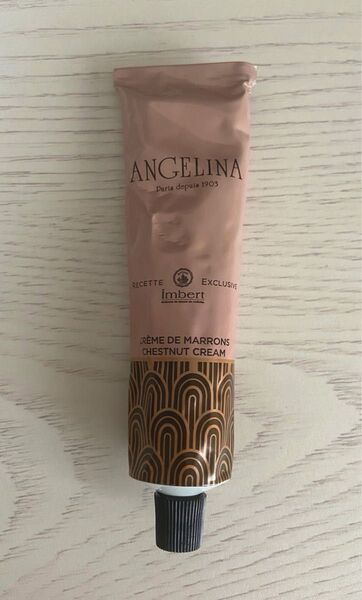 ANGELINA
Paris depuis 1903
RECETTE EXCLUSIVE
Imbert
CRÈME DE MARRONS
CHESTNUT CREAM